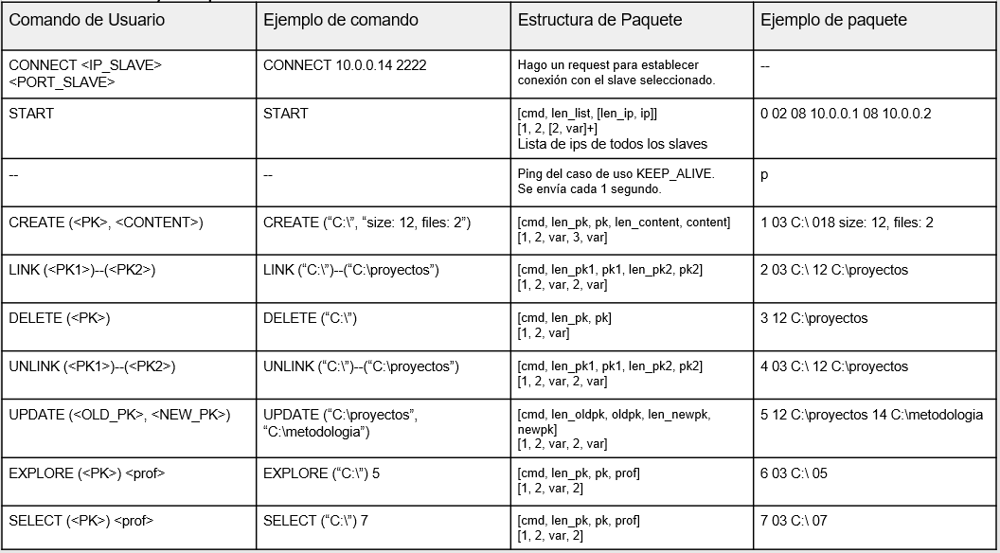 Comando de Usuario
Ejemplo de comando
Estructura de Paquete
Ejemplo de paquete
CONNECT <IP_SLAVE>
<PORT_SLAVE>
CONNECT 10.0.0.14 2222
Hago un request para establecer
conexión con el slave seleccionado.
--
START
START
[cmd, len_list, [len_ip, ip]]
[1, 2, [2, var]+]
Lista de ips de todos los slaves
0 02 08 10.0.0.1 08 10.0.0.2
--
--
Ping del caso de uso KEEP_ALIVE.
Se envía cada 1 segundo.
p
CREATE (<PK>, <CONTENT>)
CREATE (“C:\”, “size: 12, files: 2”)
[cmd, len_pk, pk, len_content, content]
[1, 2, var, 3, var]
1 03 C:\ 018 size: 12, files: 2
LINK (<PK1>)--(<PK2>)
LINK (“C:\”)--(“C:\proyectos”)
[cmd, len_pk1, pk1, len_pk2, pk2]
[1, 2, var, 2, var]
2 03 C:\ 12 C:\proyectos
DELETE (<PK>)
DELETE (“C:\”)
[cmd, len_pk, pk]
[1, 2, var]
3 12 C:\proyectos
UNLINK (<PK1>)--(<PK2>)
UNLINK (“C:\”)--(“C:\proyectos”)
[cmd, len_pk1, pk1, len_pk2, pk2]
[1, 2, var, 2, var]
4 03 C:\ 12 C:\proyectos
UPDATE (<OLD_PK>, <NEW_PK>)
UPDATE (“C:\proyectos”,
“C:\metodologia”)
[cmd, len_oldpk, oldpk, len_newpk,
newpk]
[1, 2, var, 2, var]
5 12 C:\proyectos 14 C:\metodologia
EXPLORE (<PK>) <prof>
EXPLORE (“C:\”) 5
[cmd, len_pk, pk, prof]
[1, 2, var, 2]
6 03 C:\ 05
SELECT (<PK>) <prof>
SELECT (“C:\”) 7
[cmd, len_pk, pk, prof]
[1, 2, var, 2]
7 03 C:\ 07